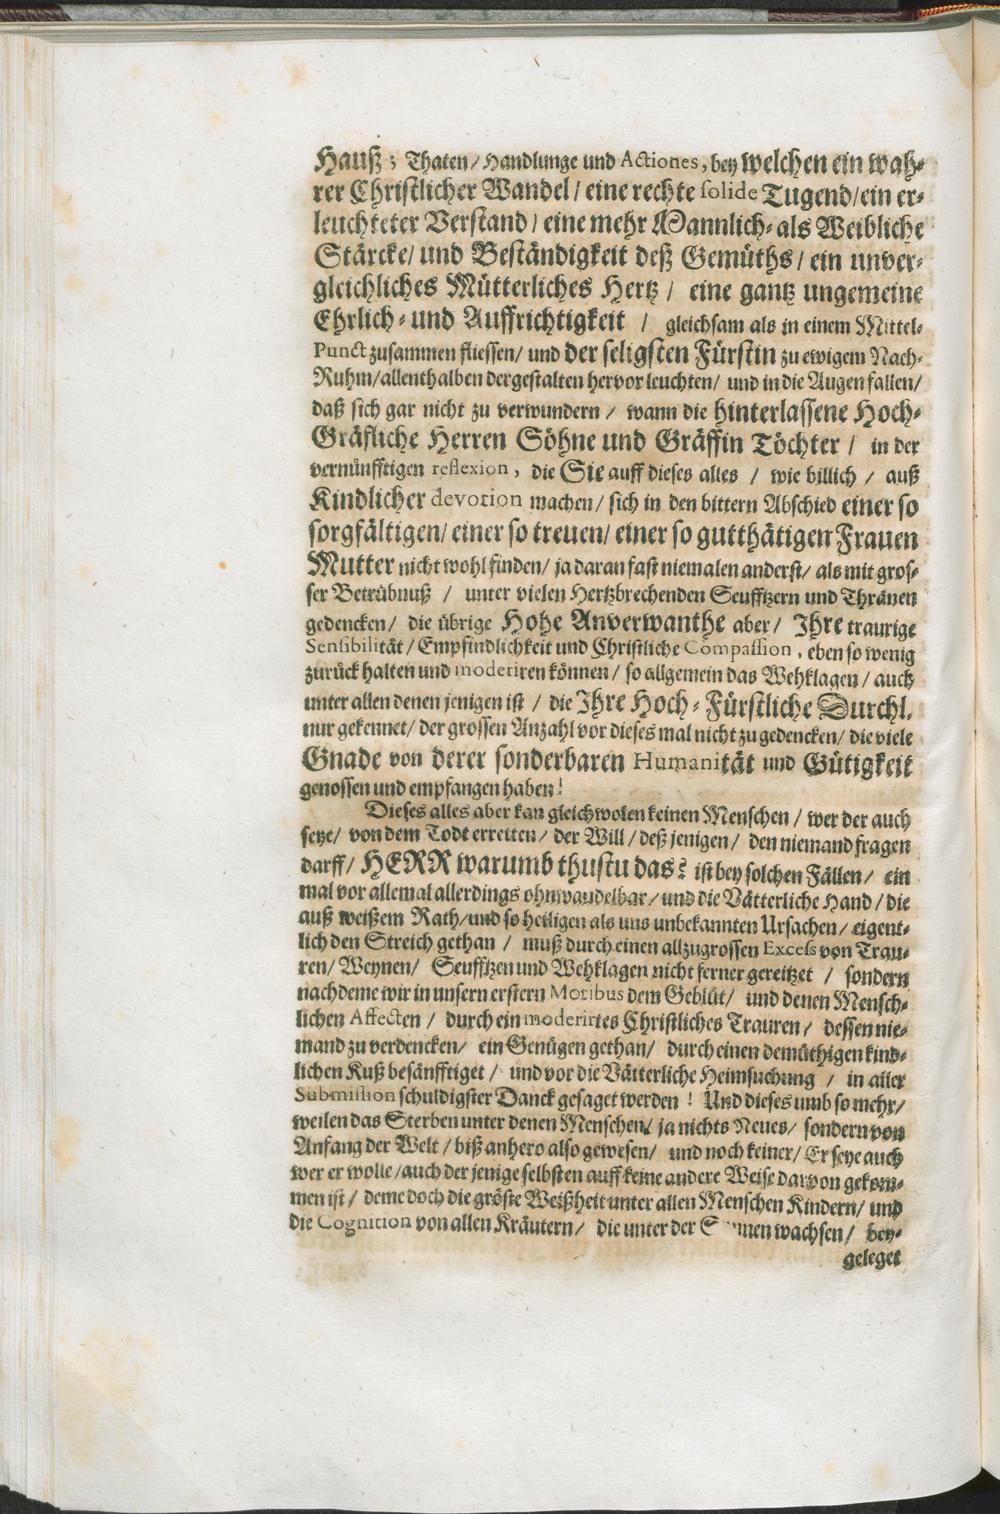 Hauß; Thaten/ Handlunge und Actiones, bey welchen ein wah-
rer Christlicher Wandel/ eine rechte solide Tugend/ ein er-
leuchteter Verstand/ eine mehr Mannlich- als Weibliche
Stärcke/ und Beständigkeit deß Gemüths/ ein unver-
gleichliches Mütterliches Hertz/ eine gantz ungemeine
Ehrlich- und Auffrichtigkeit / gleichsam als in einem Mittel-
Punct zusammen fliessen/ und der seligsten Fürstin zu ewigem Nach-
Ruhm/ allenthalben dergestalten hervor leuchten/ und in die Augen fallen/
daß sich gar nicht zu verwundern/ wann die hinterlassene Hoch-
Gräfliche Herren Söhne und Gräffin Töchter/ in der
vernünfftigen reflexion, die Sie auff dieses alles / wie billich / auß
Kindlicher devotion machen/ sich in den bittern Abschied einer so
sorgfältigen/ einer so treuen/ einer so gutthätigen Frauen
Mutter nicht wohl finden/ ja daran fast niemalen anderst/ als mit gros-
ser Betrübnuß / unter vielen Hertzbrechenden Seufftzern und Thränen
gedencken/ die übrige Hohe Anverwanthe aber/ Ihre traurige
Sensibilität/ Empfindlichkeit und Christliche Compassion, eben so wenig
zurück halten und moderiren können/ so allgemein das Wehklagen/ auch
unter allen denen jenigen ist / die Ihre Hoch-Fürstliche Durchl.
nur gekennet/ der grossen Anzahl vor dieses mal nicht zu gedencken/ die viele
Gnade von derer sonderbaren Humanität und Gütigkeit
genossen und empfangen haben!
Dieses alles aber kan gleichwolen keinen Menschen/ wer der auch
seye/ von dem Todt erretten/ der Will/ deß jenigen/ den niemand fragen
darff/ HERR warumb thustu das? ist bey solchen Fällen/ ein
mal vor allemal allerdings ohnwandelbar/ und die Vätterliche Hand/ die
auß weißem Rath/ und so heiligen als uns unbekannten Ursachen/ eigent-
lich den Streich gethan / muß durch einen allzugrossen Excess von Trau-
ren/ Weynen/ Seufftzen und Wehklagen nicht ferner gereitzet / sondern
nachdeme wir in unsern erstern Motibus dem Geblüt/ und denen Mensch-
lichen Affecten / durch ein moderirtes Christliches Trauren/ dessen nie-
mand zu verdencken/ ein Genügen gethan/ durch einen demüthigen kind-
lichen Kuß besänfftiget/ und vor die Vätterliche Heimsuchung / in aller
Submission schuldigster Danck gesaget werden! Und dieses umb so mehr/
weilen das Sterben unter denen Menschen/ ja nichts Neues/ sondern von
Anfang der Welt/ biß anhero also gewesen/ und noch keiner/ Er seye auch
wer er wolle/ auch der jenige selbsten auff keine andere Weise darvon gekom-
men ist/ deme doch die gröste Weißheit unter allen Menschen Kindern/ und
die Cognition von allen Kräutern/ die unter der wachsen/ bey-
geleget